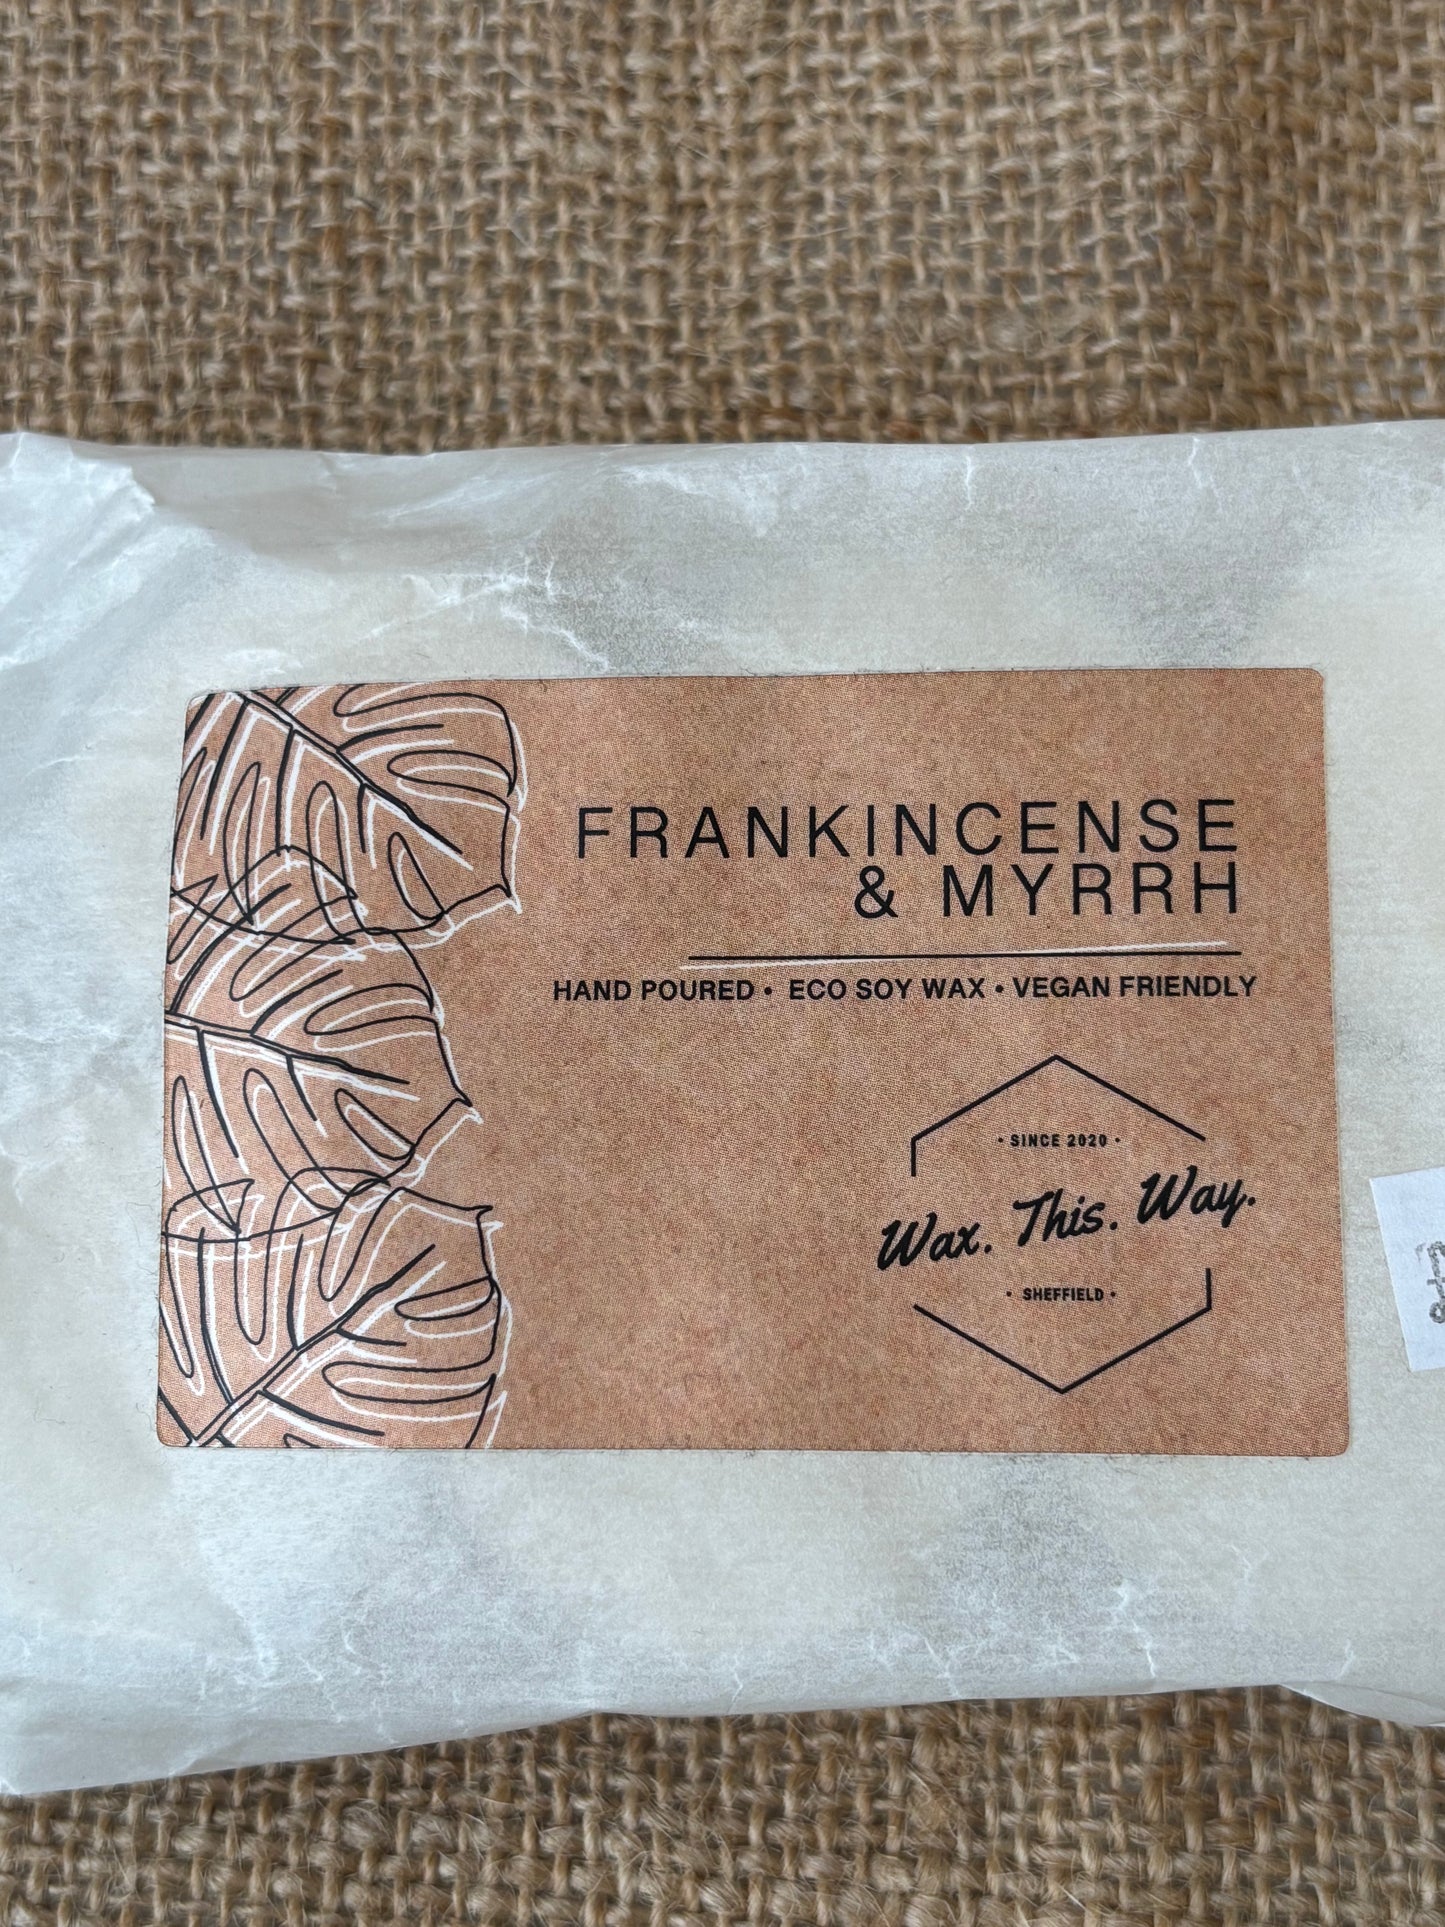 FRANKINCENSE
& MYRRH
HAND POURED • ECO SOY WAX • VEGAN FRIENDLY
• SINCE 2020 •
Wax. This. Way.
• SHEFFIELD •